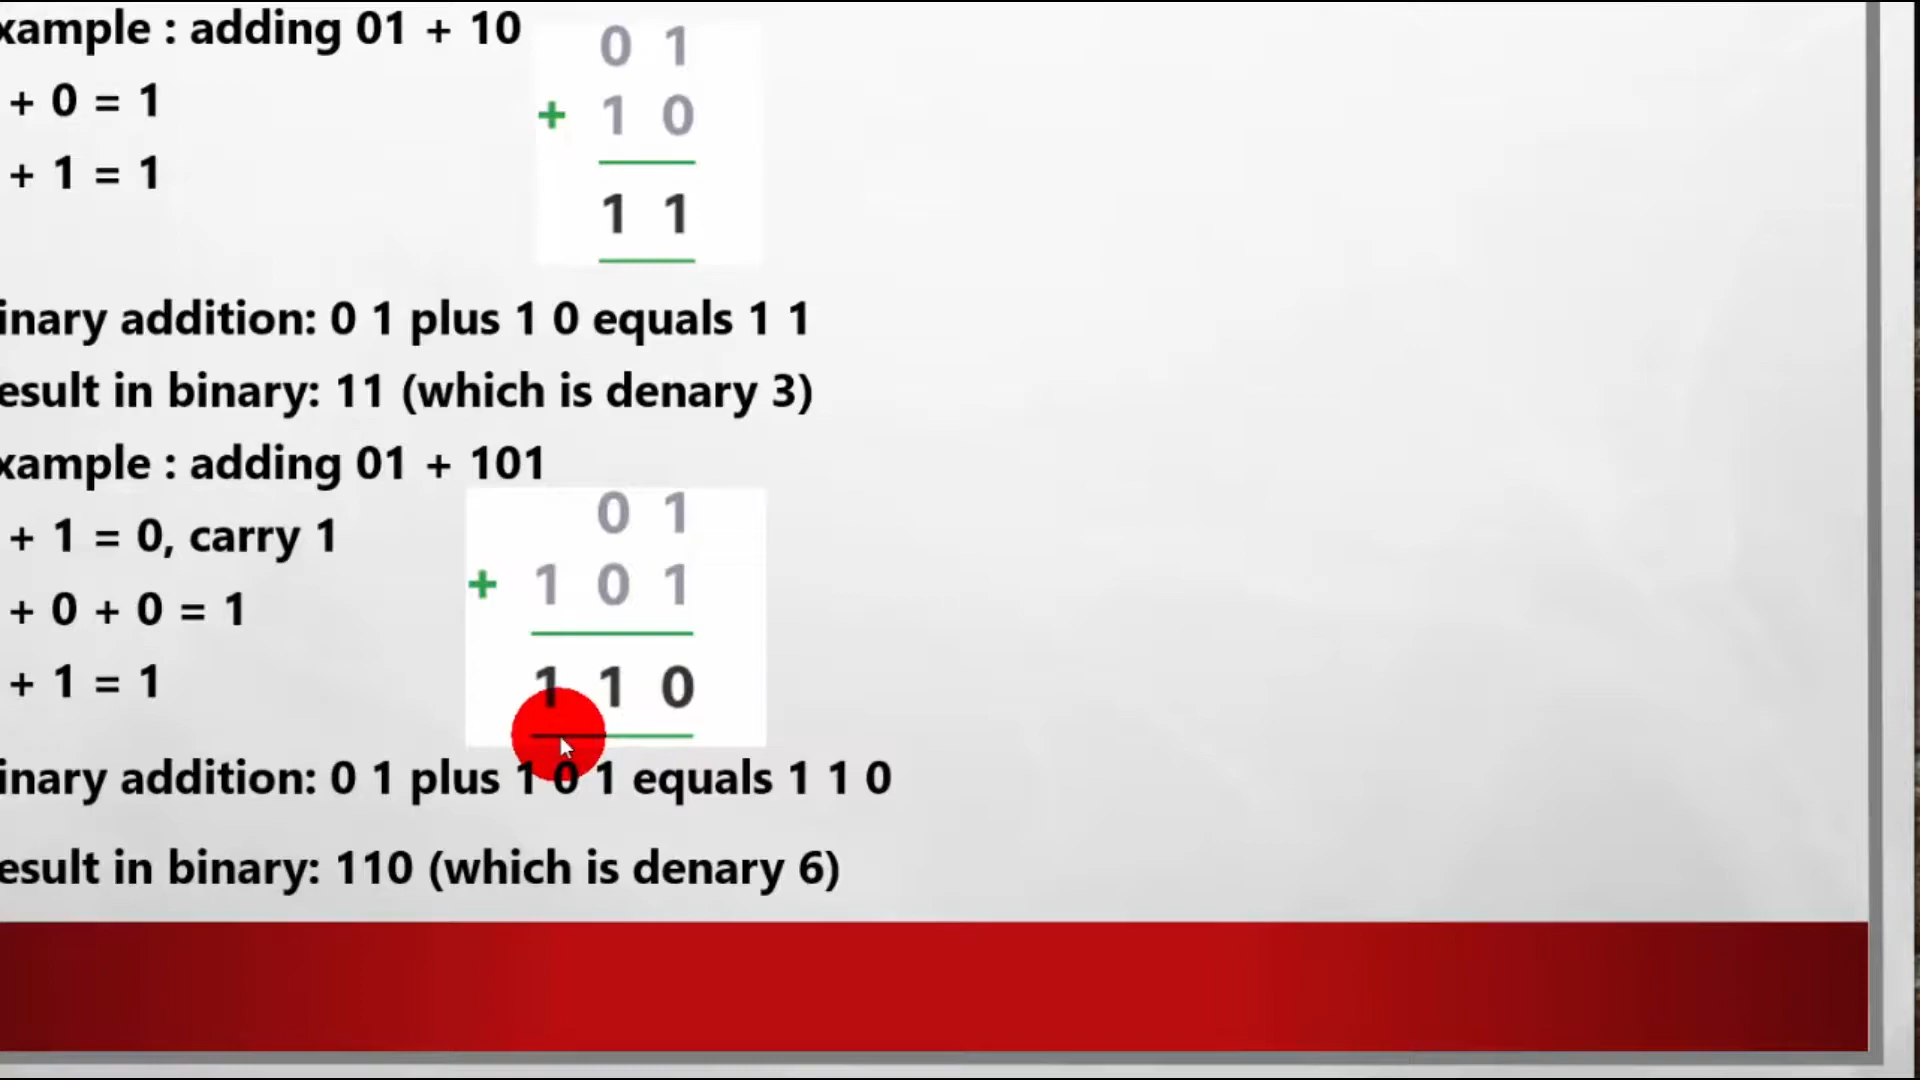 xample : adding 01 + 10
+ 0 = 1
+ 1 = 1
0 1
+ 1 0
1 1
inary addition: 0 1 plus 1 0 equals 1 1
esult in binary: 11 (which is denary 3)
xample : adding 01 + 101
+ 1 = 0, carry 1
+ 0 + 0 = 1
+ 1 = 1
0 1
+ 1 0 1
1 1 0
inary addition: 0 1 plus 1 0 1 equals 1 1 0
esult in binary: 110 (which is denary 6)